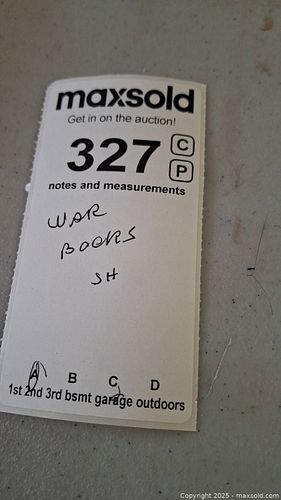 maxsold
Get in on the auction!
327 C
P
notes and measurements
WAR
BOOKS
SH
A B C D
1st 2nd 3rd bsmt garage outdoors
Copyright 2025 - maxsold.com